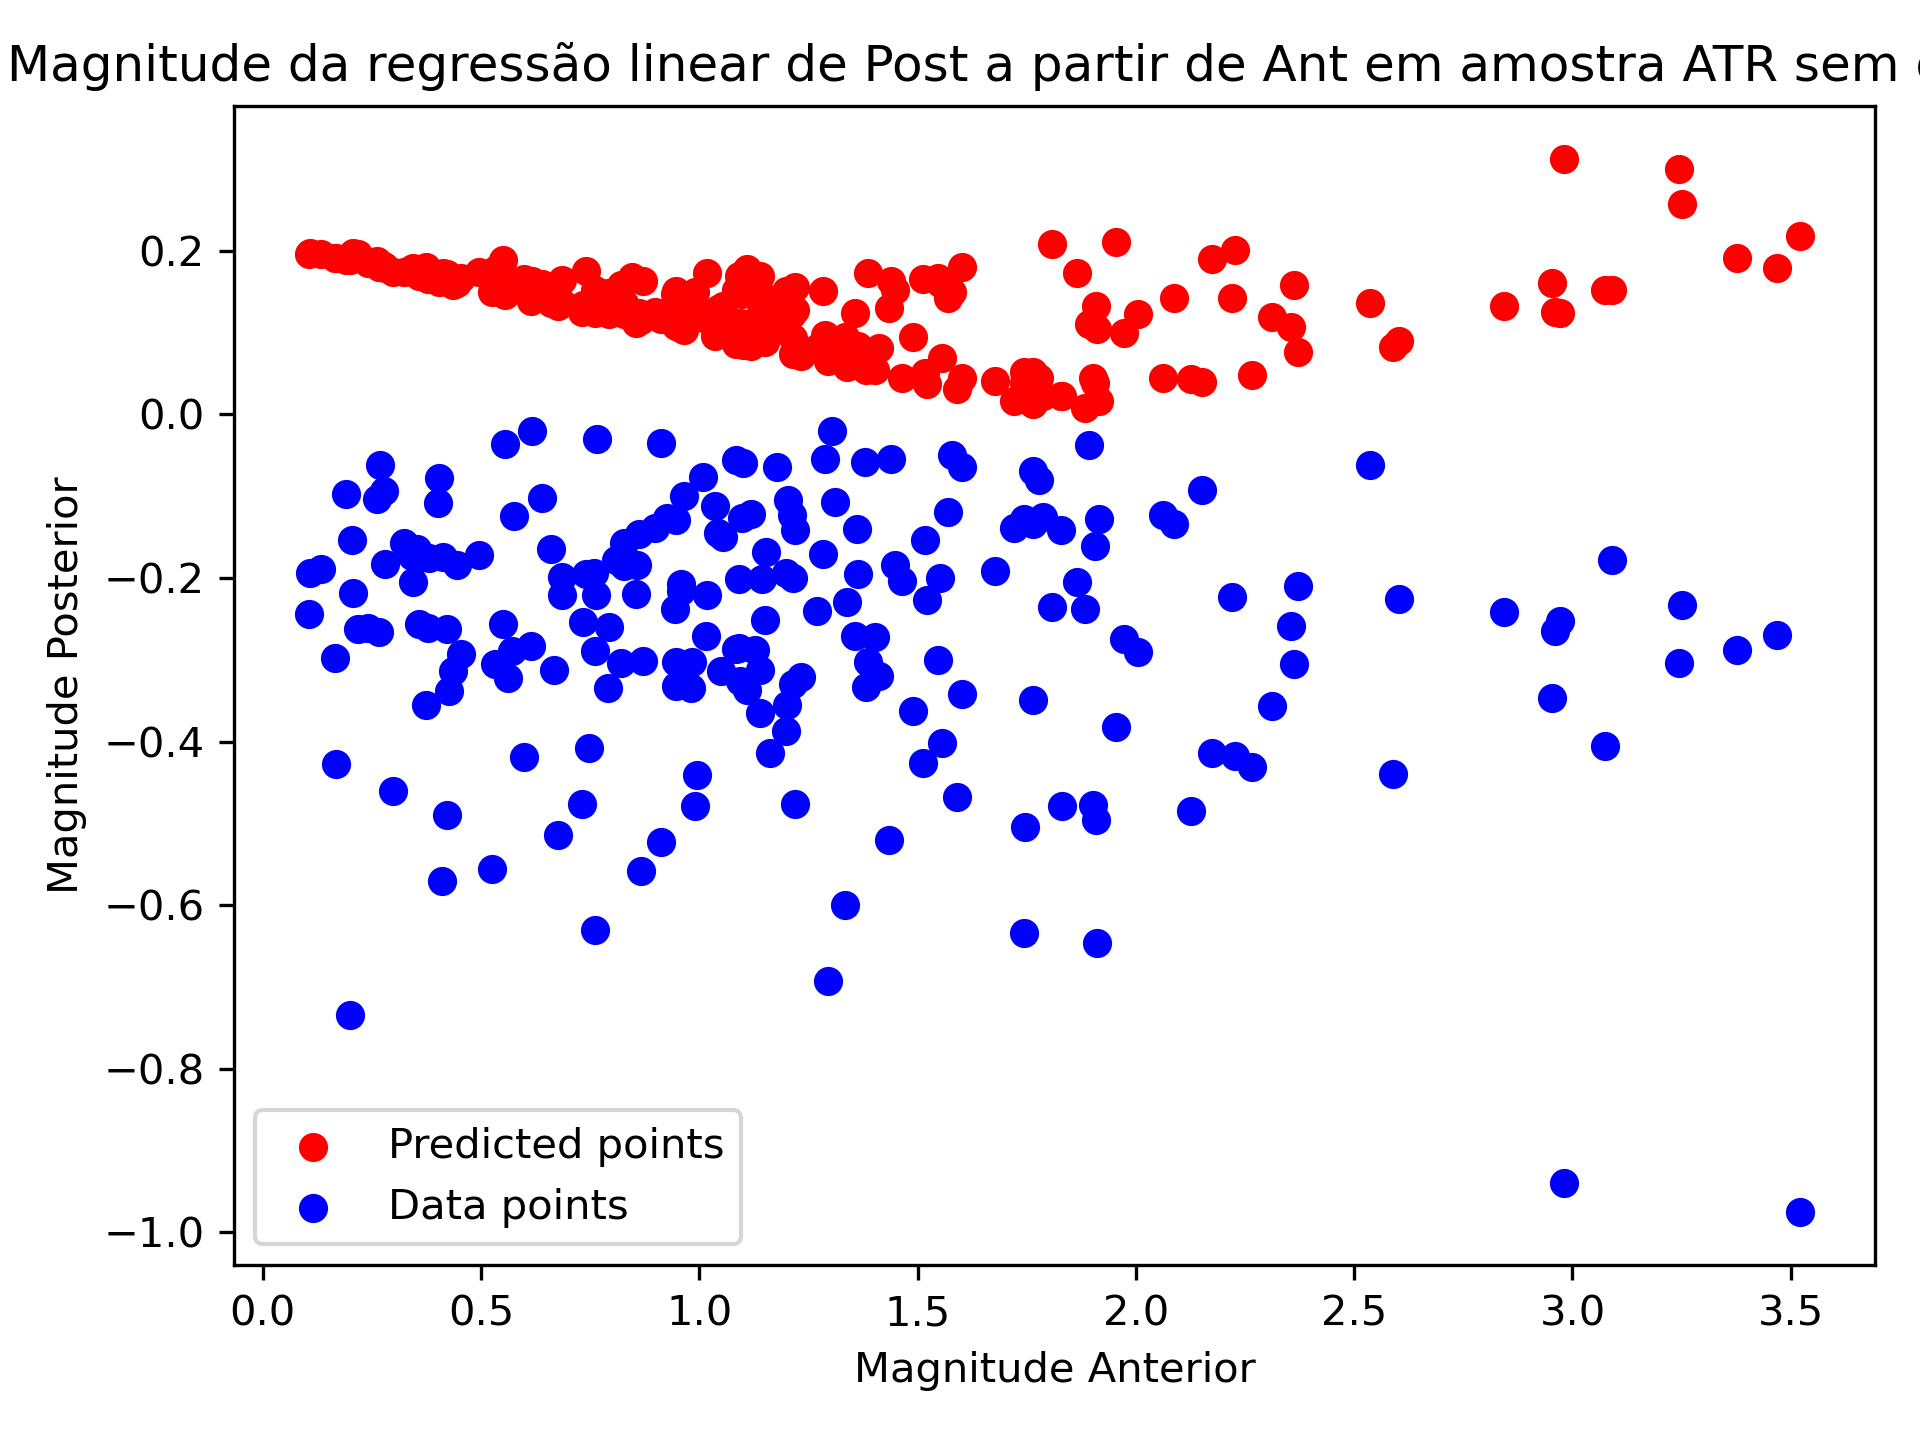 Magnitude da regressão linear de Post a partir de Ant em amostra ATR sem
0.2
0.0
−0.2
−0.4
−0.6
−0.8
−1.0
Magnitude Posterior
Predicted points
Data points
0.0 0.5 1.0 1.5 2.0 2.5 3.0 3.5
Magnitude Anterior